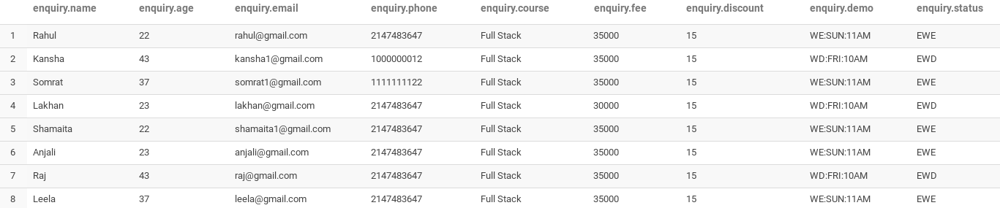 enquiry.name enquiry.age enquiry.email enquiry.phone enquiry.course enquiry.fee enquiry.discount enquiry.demo enquiry.status
1 Rahul 22 rahul@gmail.com 2147483647 Full Stack 35000 15 WE:SUN:11AM EWE
2 Kansha 43 kansha1@gmail.com 1000000012 Full Stack 35000 15 WD:FRI:10AM EWD
3 Somrat 37 somrat1@gmail.com 1111111122 Full Stack 35000 15 WE:SUN:11AM EWE
4 Lakhan 23 lakhan@gmail.com 2147483647 Full Stack 30000 15 WD:FRI:10AM EWD
5 Shamaita 22 shamaita1@gmail.com 2147483647 Full Stack 35000 15 WE:SUN:11AM EWE
6 Anjali 23 anjali@gmail.com 2147483647 Full Stack 35000 15 WE:SUN:11AM EWE
7 Raj 43 raj@gmail.com 2147483647 Full Stack 35000 15 WD:FRI:10AM EWD
8 Leela 37 leela@gmail.com 2147483647 Full Stack 35000 15 WE:SUN:11AM EWE